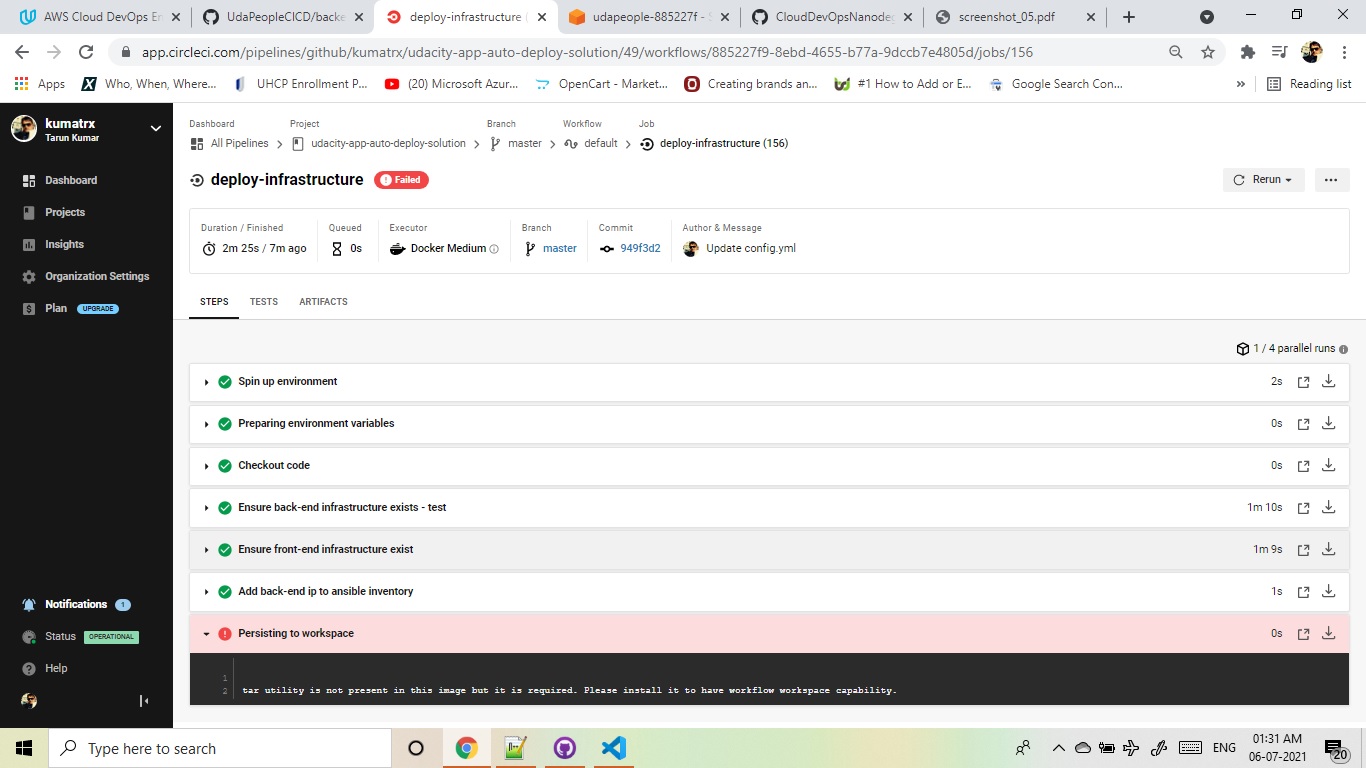 AWS Cloud DevOps En
UdaPeopleCICD/backe
deploy-infrastructure (
udapeople-885227f - S
CloudDevOpsNanodeg
screenshot_05.pdf
app.circleci.com/pipelines/github/kumatrx/udacity-app-auto-deploy-solution/49/workflows/885227f9-8ebd-4655-b77a-9dccb7e4805d/jobs/156
Apps
Who, When, Where...
UHCP Enrollment P...
(20) Microsoft Azur...
OpenCart - Market...
Creating brands an...
#1 How to Add or E...
Google Search Con...
»
Reading list
kumatrx
Tarun Kumar
Dashboard
Projects
Insights
Organization Settings
Plan UPGRADE
Notifications 1
Status OPERATIONAL
Help
Dashboard Project Branch Workflow Job
All Pipelines udacity-app-auto-deploy-solution master default deploy-infrastructure (156)
deploy-infrastructure Failed
Rerun
Duration / Finished Queued Executor Branch Commit Author & Message
2m 25s / 7m ago 0s Docker Medium master 949f3d2 Update config.yml
STEPS TESTS ARTIFACTS
1 / 4 parallel runs
Spin up environment 2s
Preparing environment variables 0s
Checkout code 0s
Ensure back-end infrastructure exists - test 1m 10s
Ensure front-end infrastructure exist 1m 9s
Add back-end ip to ansible inventory 1s
Persisting to workspace 0s
1
2 tar utility is not present in this image but it is required. Please install it to have workflow workspace capability.
Type here to search
ENG
01:31 AM
06-07-2021
20